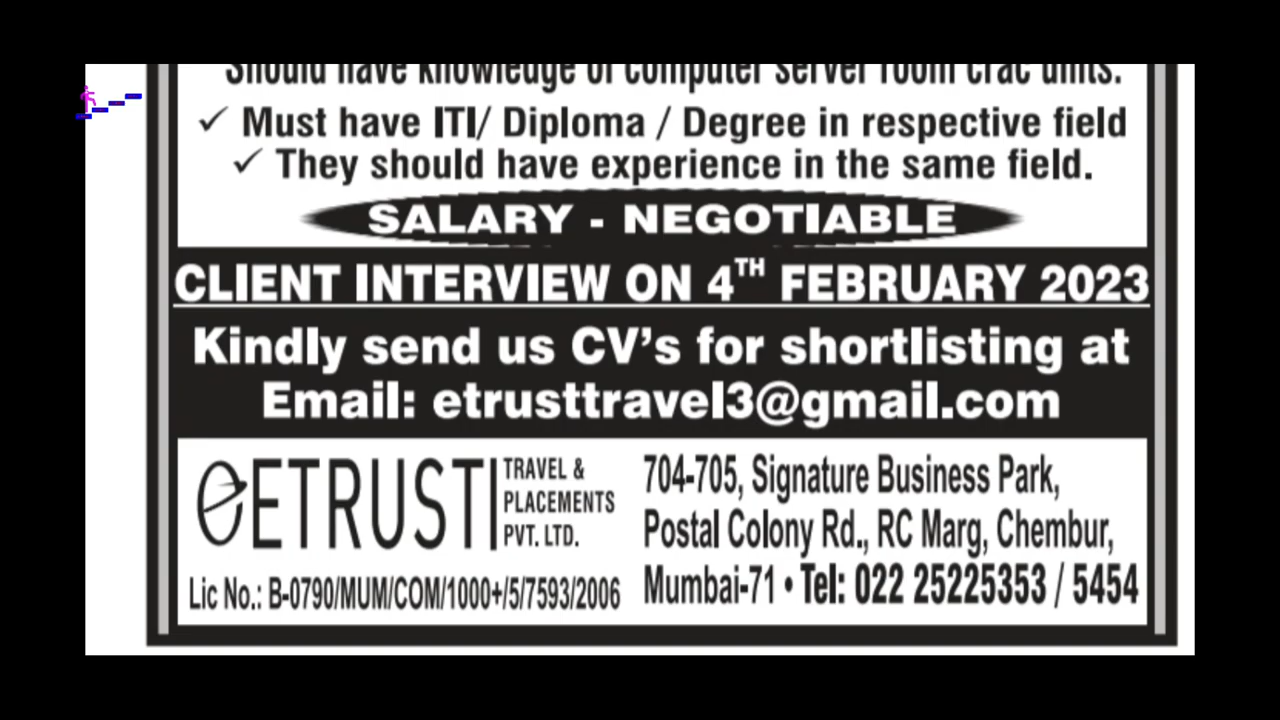 Should have knowledge of computer server room crac units.
✓ Must have ITI/ Diploma / Degree in respective field
✓ They should have experience in the same field.
SALARY - NEGOTIABLE
CLIENT INTERVIEW ON 4TH FEBRUARY 2023
Kindly send us CV's for shortlisting at
Email: etrusttravel3@gmail.com
eETRUST
TRAVEL &
PLACEMENTS
PVT. LTD.
Lic No.: B-0790/MUM/COM/1000+/5/7593/2006
704-705, Signature Business Park,
Postal Colony Rd., RC Marg, Chembur,
Mumbai-71 • Tel: 022 25225353 / 5454